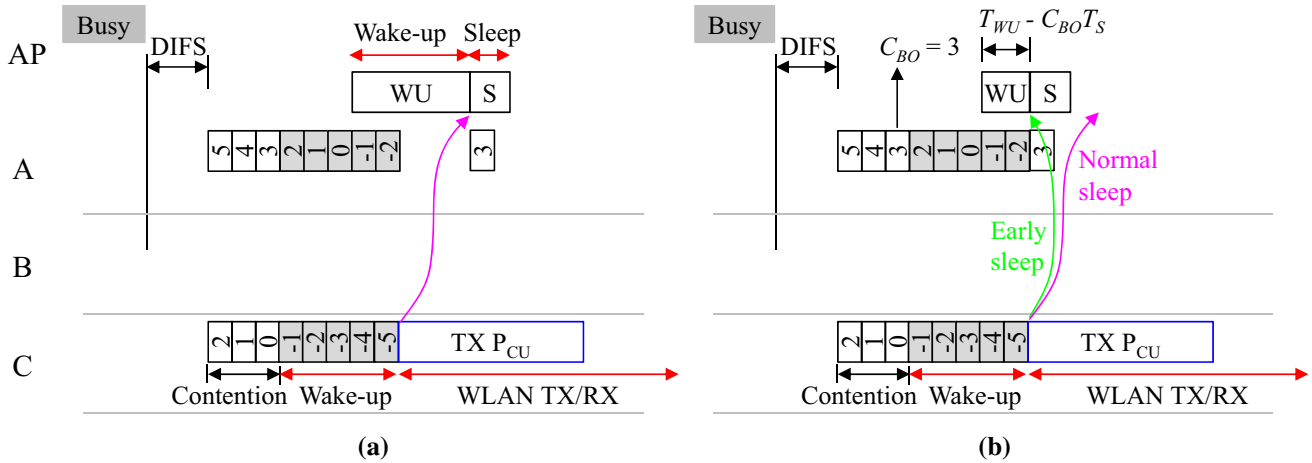 Busy
DIFS
Wake-up
Sleep
AP
WU
S
A
5 4 3 2 1 0 -1 -2
3
B
C
2 1 0 -1 -2 -3 -4 -5
TX P_CU
Contention
Wake-up
WLAN TX/RX
(a)
Busy
DIFS
T_WU - C_BO T_S
C_BO = 3
WU
S
5 4 3 2 1 0 -1 -2
3
Normal
sleep
Early
sleep
2 1 0 -1 -2 -3 -4 -5
TX P_CU
Contention
Wake-up
WLAN TX/RX
(b)